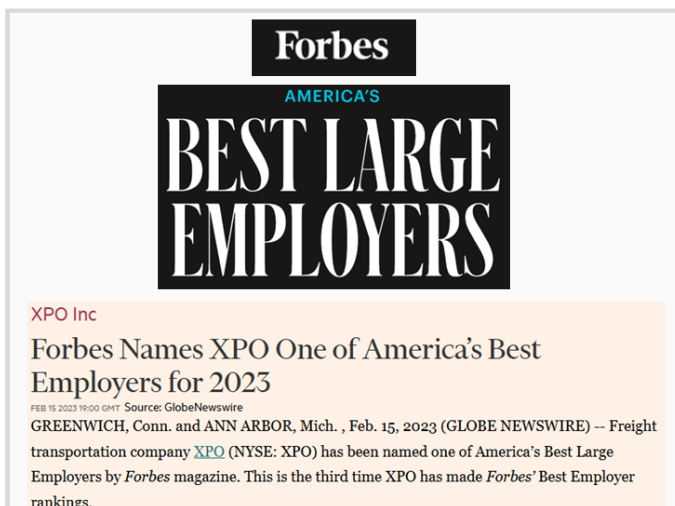 Forbes
AMERICA'S
BEST LARGE
EMPLOYERS
XPO Inc
Forbes Names XPO One of America's Best
Employers for 2023
FEB 15 2023 19:00 GMT Source: GlobeNewswire
GREENWICH, Conn. and ANN ARBOR, Mich. , Feb. 15, 2023 (GLOBE NEWSWIRE) -- Freight
transportation company XPO (NYSE: XPO) has been named one of America's Best Large
Employers by Forbes magazine. This is the third time XPO has made Forbes' Best Employer
rankings.